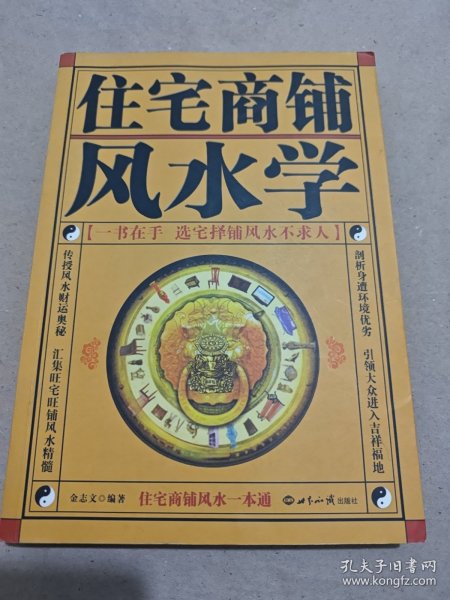 住宅商铺
风水学
【一书在手 选宅择铺风水不求人】
传授风水财运奥秘 汇集旺宅旺铺风水精髓
剖析身遭环境优劣 引领大众进入吉祥福地
金志文◎编著
住宅商铺风水一本通
世界知识出版社
孔夫子旧书网
www.kongfz.com